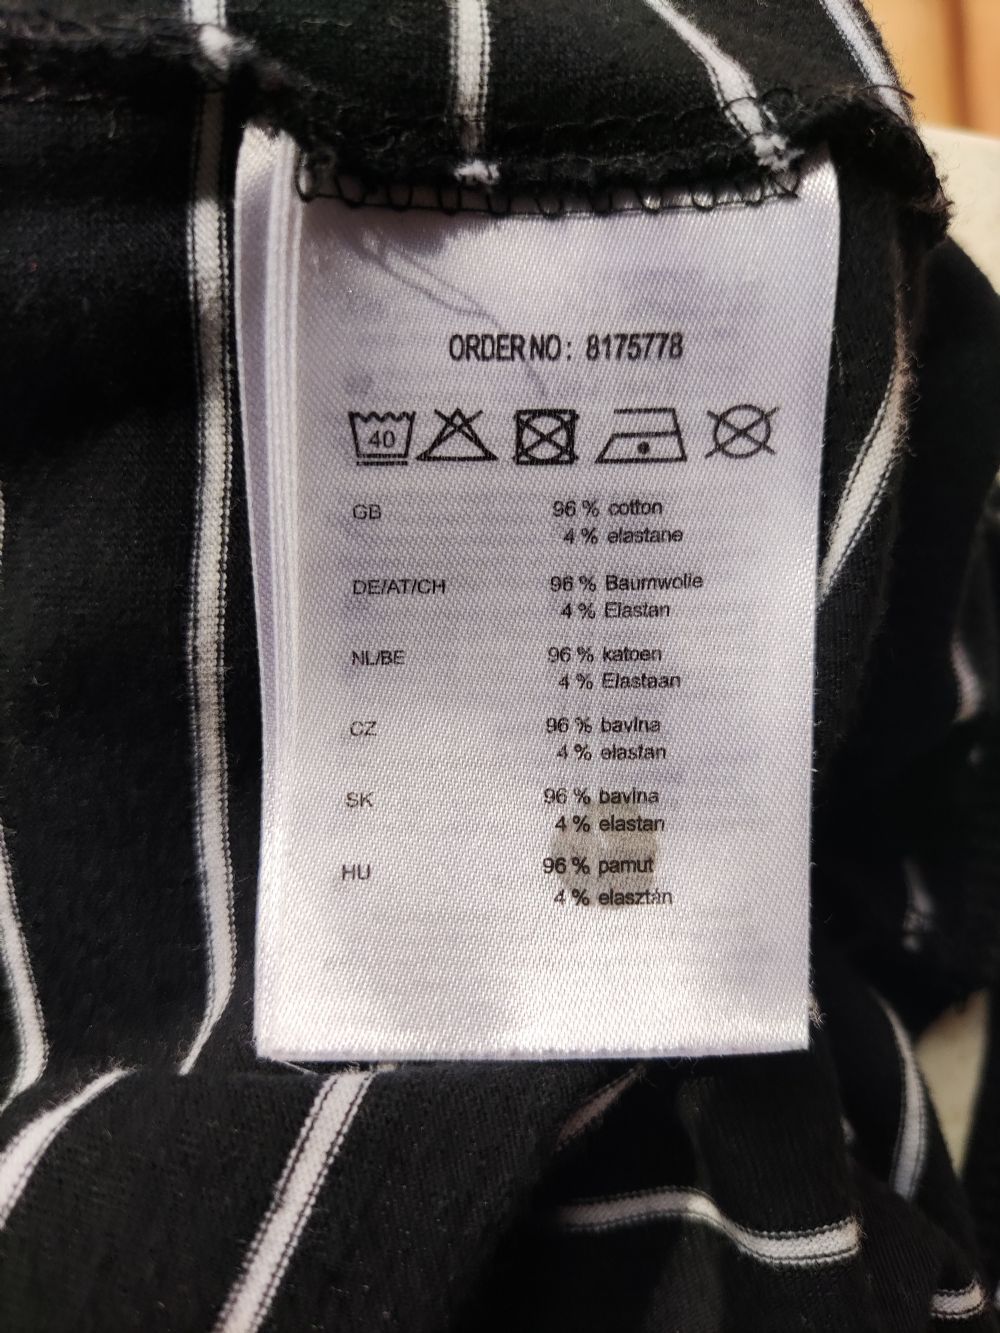 ORDER NO: 8175778
40
GB 96 % cotton
4 % elastane
DE/AT/CH 96 % Baumwolle
4 % Elastan
NL/BE 96 % katoen
4 % Elastaan
CZ 96 % bavlna
4 % elastan
SK 96 % bavlna
4 % elastan
HU 96 % pamut
4 % elasztán